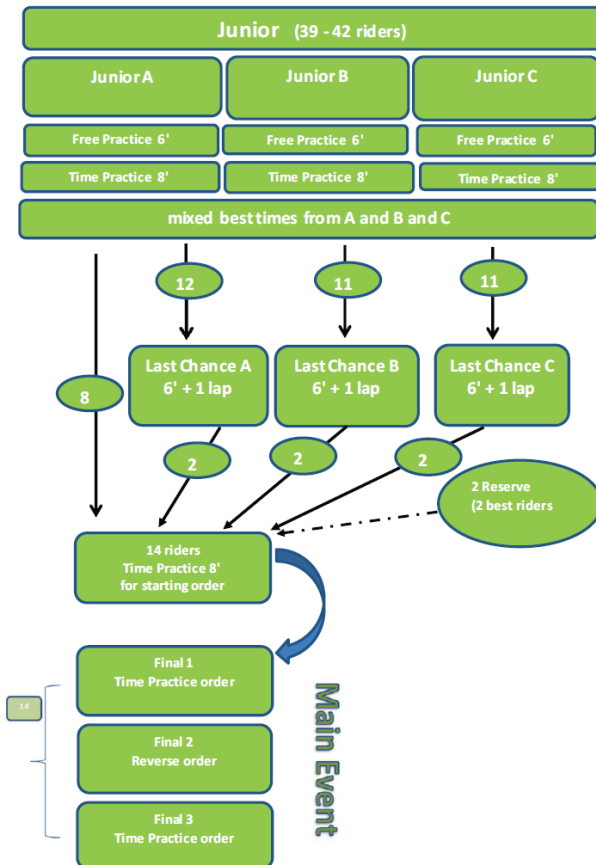 Junior (39 - 42 riders)
Junior A
Junior B
Junior C
Free Practice 6'
Free Practice 6'
Free Practice 6'
Time Practice 8'
Time Practice 8'
Time Practice 8'
mixed best times from A and B and C
12
11
11
Last Chance A
6' + 1 lap
Last Chance B
6' + 1 lap
Last Chance C
6' + 1 lap
8
2
2
2
2 Reserve
(2 best riders
14 riders
Time Practice 8'
for starting order
Final 1
Time Practice order
14
Final 2
Reverse order
Final 3
Time Practice order
Main Event